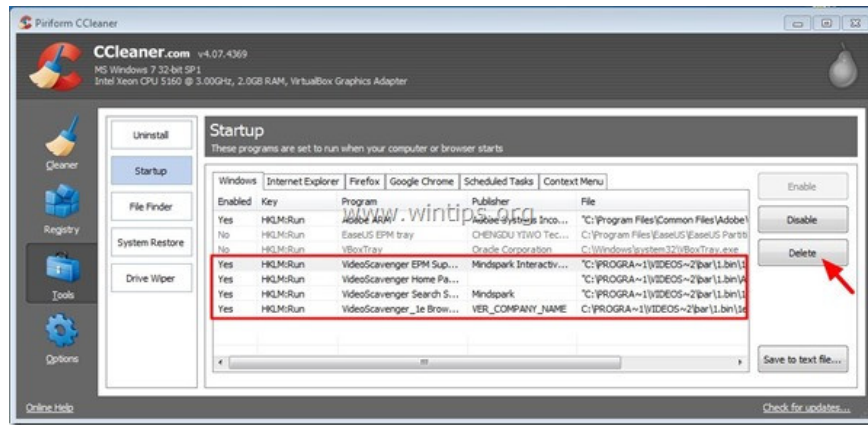 Piriform CCleaner
CCleaner.com v4.07.4369
MS Windows 7 32-bit SP1
Intel Xeon CPU 5160 @ 3.00GHz, 2.0GB RAM, VirtualBox Graphics Adapter
Cleaner
Registry
Tools
Options
Uninstall
Startup
File Finder
System Restore
Drive Wiper
Startup
These programs are set to run when your computer or browser starts
Windows Internet Explorer Firefox Google Chrome Scheduled Tasks Context Menu
Enabled Key Program Publisher File
www.wintips.org
Yes HKLM:Run Adobe ARM Adobe Systems Inco... "C:\Program Files\Common Files\Adobe\
No HKLM:Run EaseUS EPM tray CHENGDU YIWO Tec... C:\Program Files\EaseUS\EaseUS Partiti
No HKLM:Run VBoxTray Oracle Corporation C:\Windows\system32\VBoxTray.exe
Yes HKLM:Run VideoScavenger EPM Sup... Mindspark Interactiv... "C:\PROGRA~1\VIDEOS~2\bar\1.bin\1
Yes HKLM:Run VideoScavenger Home Pa... "C:\PROGRA~1\VIDEOS~2\bar\1.bin\A
Yes HKLM:Run VideoScavenger Search S... Mindspark "C:\PROGRA~1\VIDEOS~2\bar\1.bin\1
Yes HKLM:Run VideoScavenger_1e Brow... VER_COMPANY_NAME C:\PROGRA~1\VIDEOS~2\bar\1.bin\1e
Enable
Disable
Delete
Save to text file...
Online Help
Check for updates...